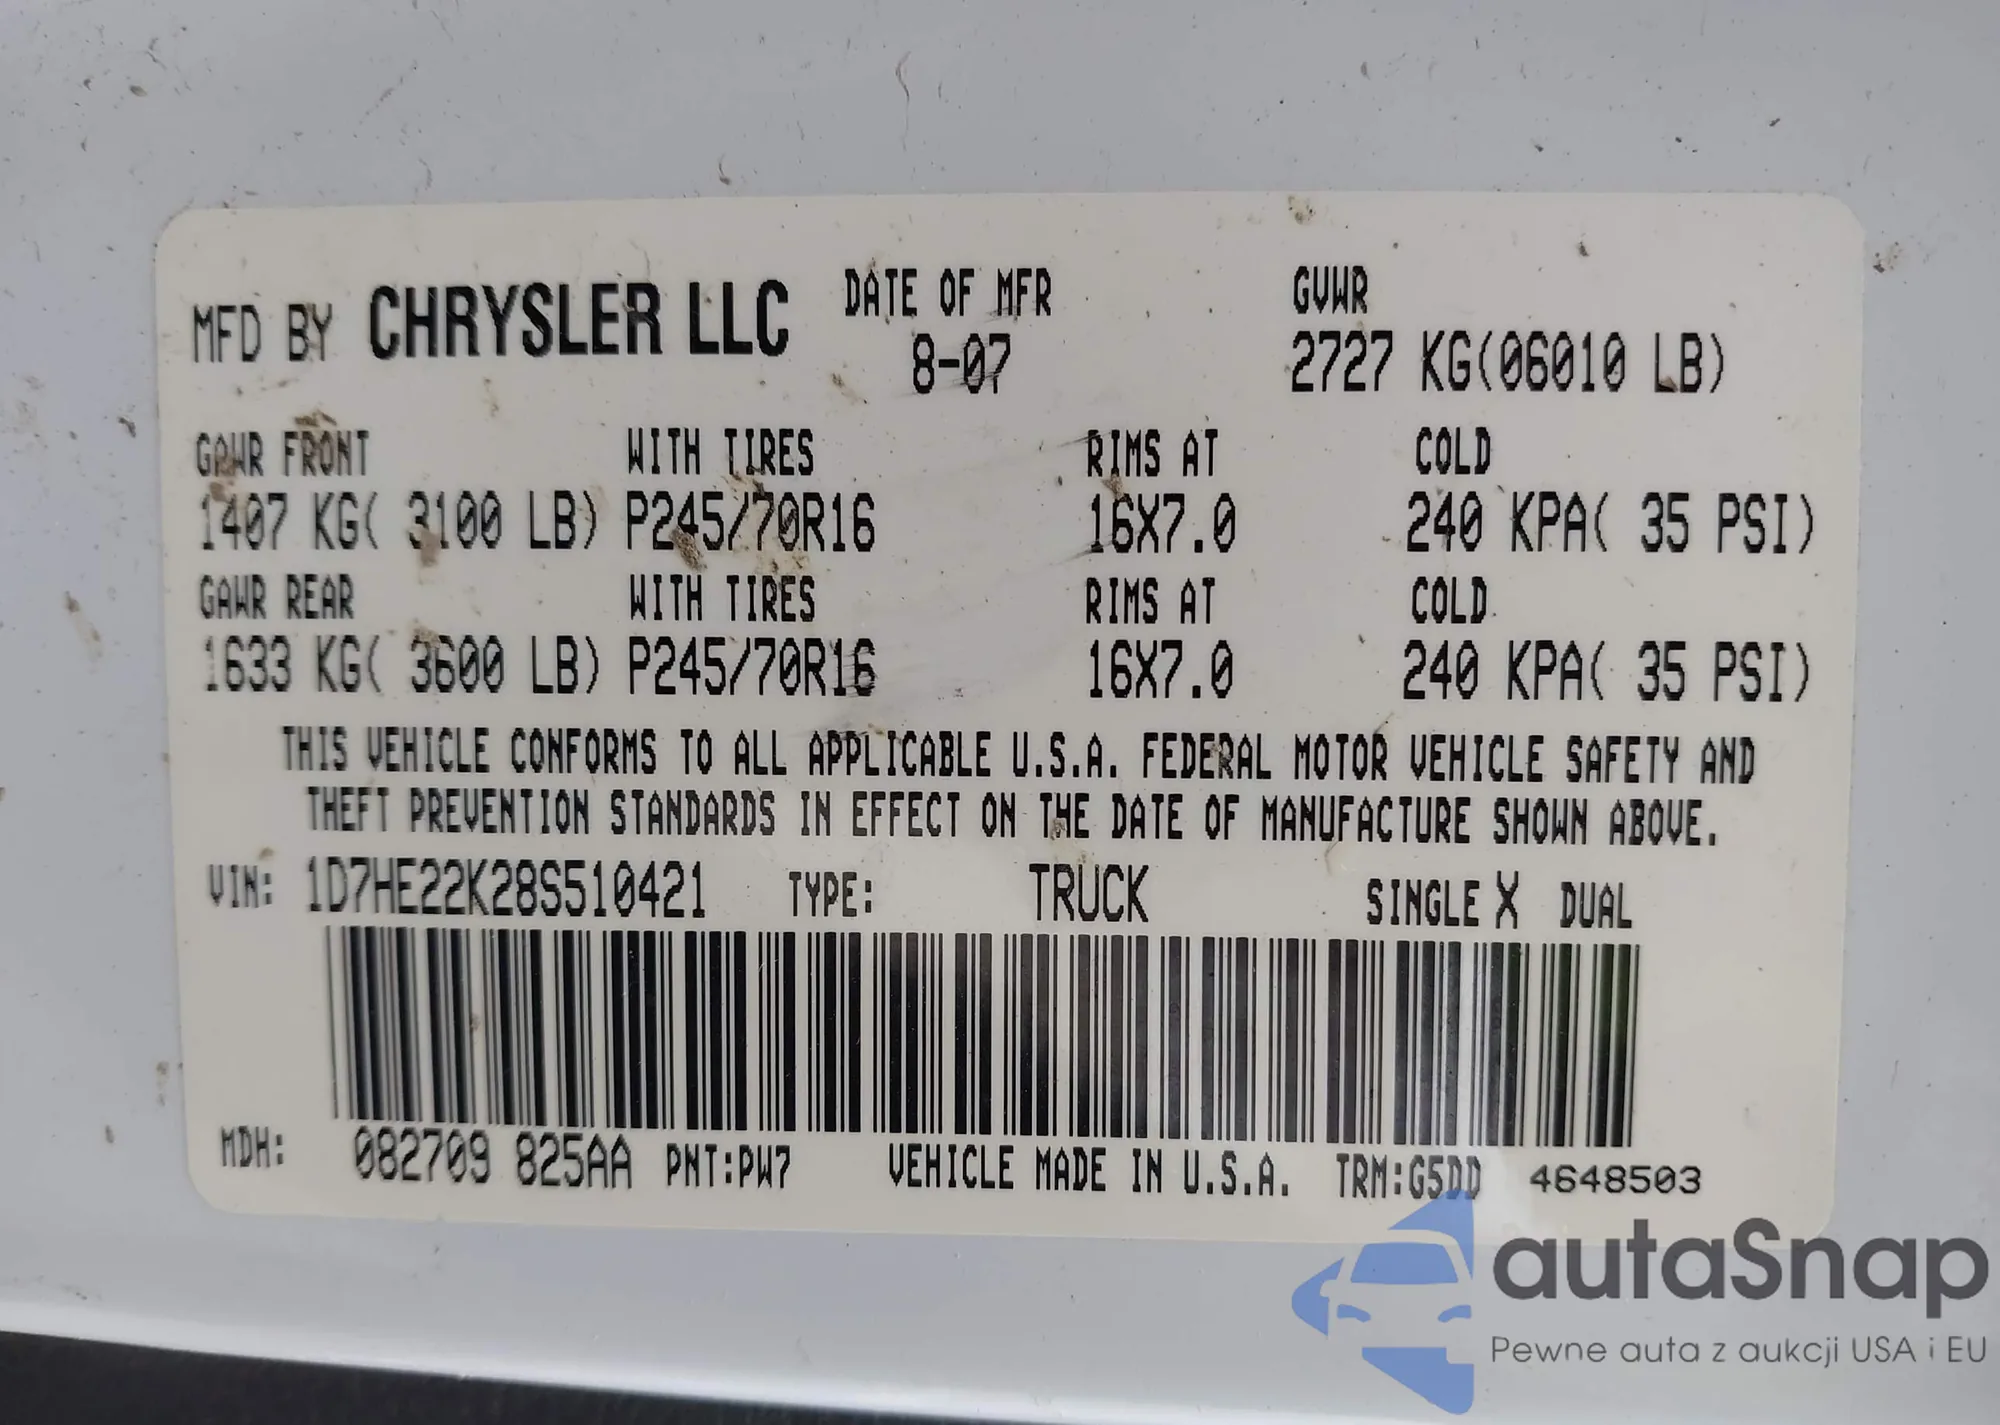 MFD BY CHRYSLER LLC DATE OF MFR GVWR
8-07 2727 KG(06010 LB)
GAWR FRONT WITH TIRES RIMS AT COLD
1407 KG( 3100 LB) P245/70R16 16X7.0 240 KPA( 35 PSI)
GAWR REAR WITH TIRES RIMS AT COLD
1633 KG( 3600 LB) P245/70R16 16X7.0 240 KPA( 35 PSI)
THIS VEHICLE CONFORMS TO ALL APPLICABLE U.S.A. FEDERAL MOTOR VEHICLE SAFETY AND
THEFT PREVENTION STANDARDS IN EFFECT ON THE DATE OF MANUFACTURE SHOWN ABOVE.
VIN: 1D7HE22K28S510421 TYPE: TRUCK SINGLE X DUAL
MDH: 082709 825AA PNT:PW7 VEHICLE MADE IN U.S.A. TRM:G5DD 4648503
autaSnap
Pewne auta z aukcji USA i EU